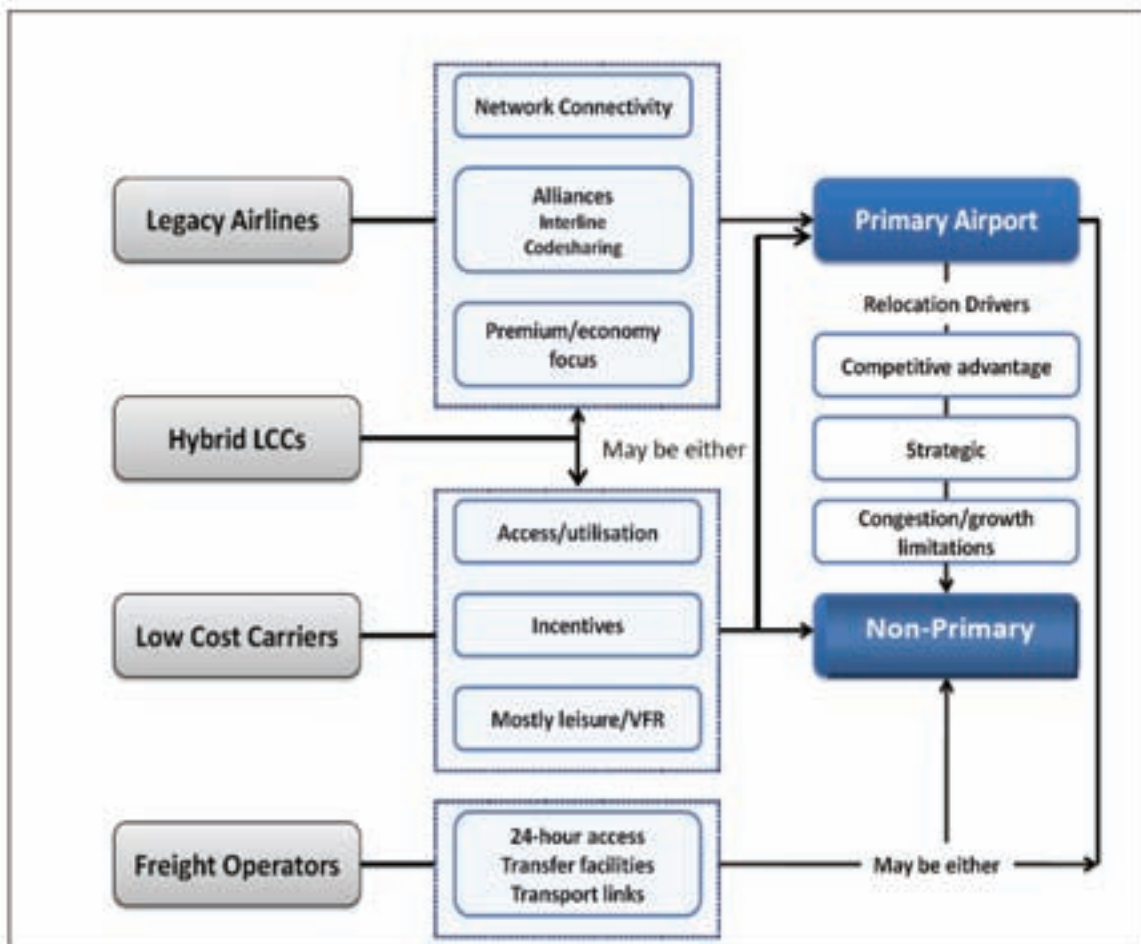 Network Connectivity
Legacy Airlines
Alliances
Interline
Codesharing
Primary Airport
Premium/economy
focus
Relocation Drivers
Competitive advantage
Hybrid LCCs
May be either
Strategic
Access/utilisation
Congestion/growth
limitations
Low Cost Carriers
Incentives
Non-Primary
Mostly leisure/VFR
Freight Operators
24-hour access
Transfer facilities
Transport links
May be either